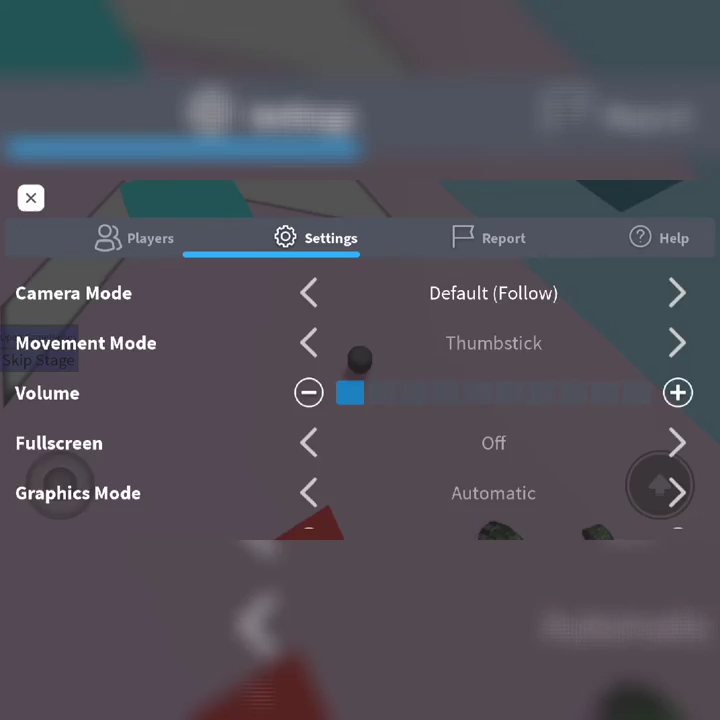 Players Settings Report Help
Camera Mode Default (Follow)
Movement Mode Thumbstick
Skip Stage
Volume
Fullscreen Off
Graphics Mode Automatic